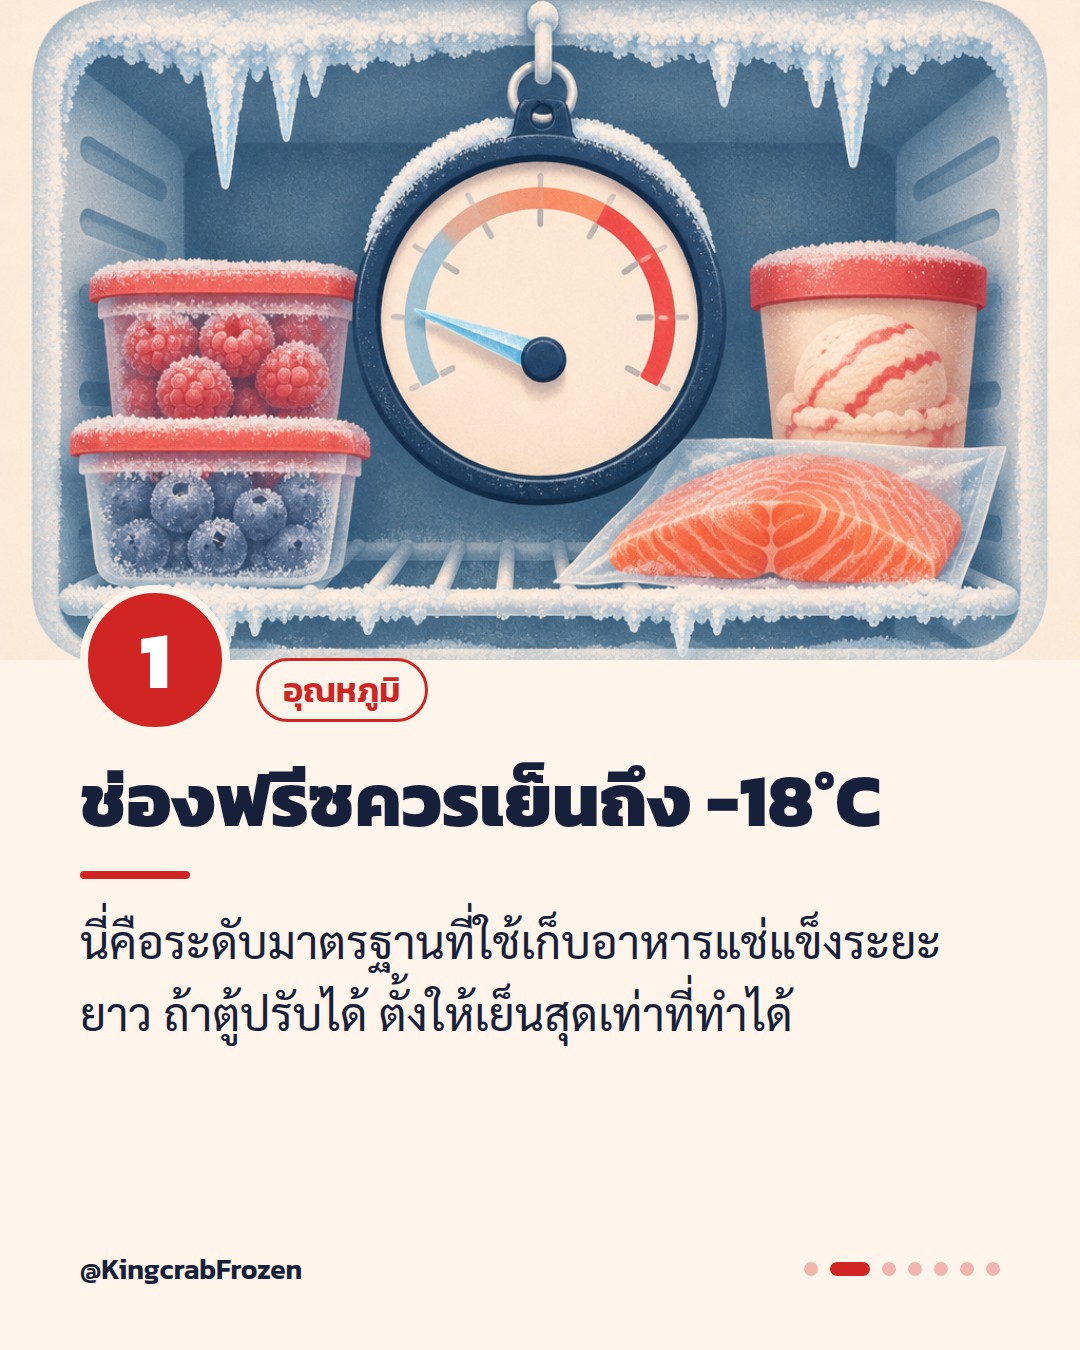 1
อุณหภูมิ
ช่องฟรีซควรเย็นถึง -18°C
นี่คือระดับมาตรฐานที่ใช้เก็บอาหารแช่แข็งระยะ
ยาว ถ้าตู้ปรับได้ ตั้งให้เย็นสุดเท่าที่ทำได้
@KingcrabFrozen